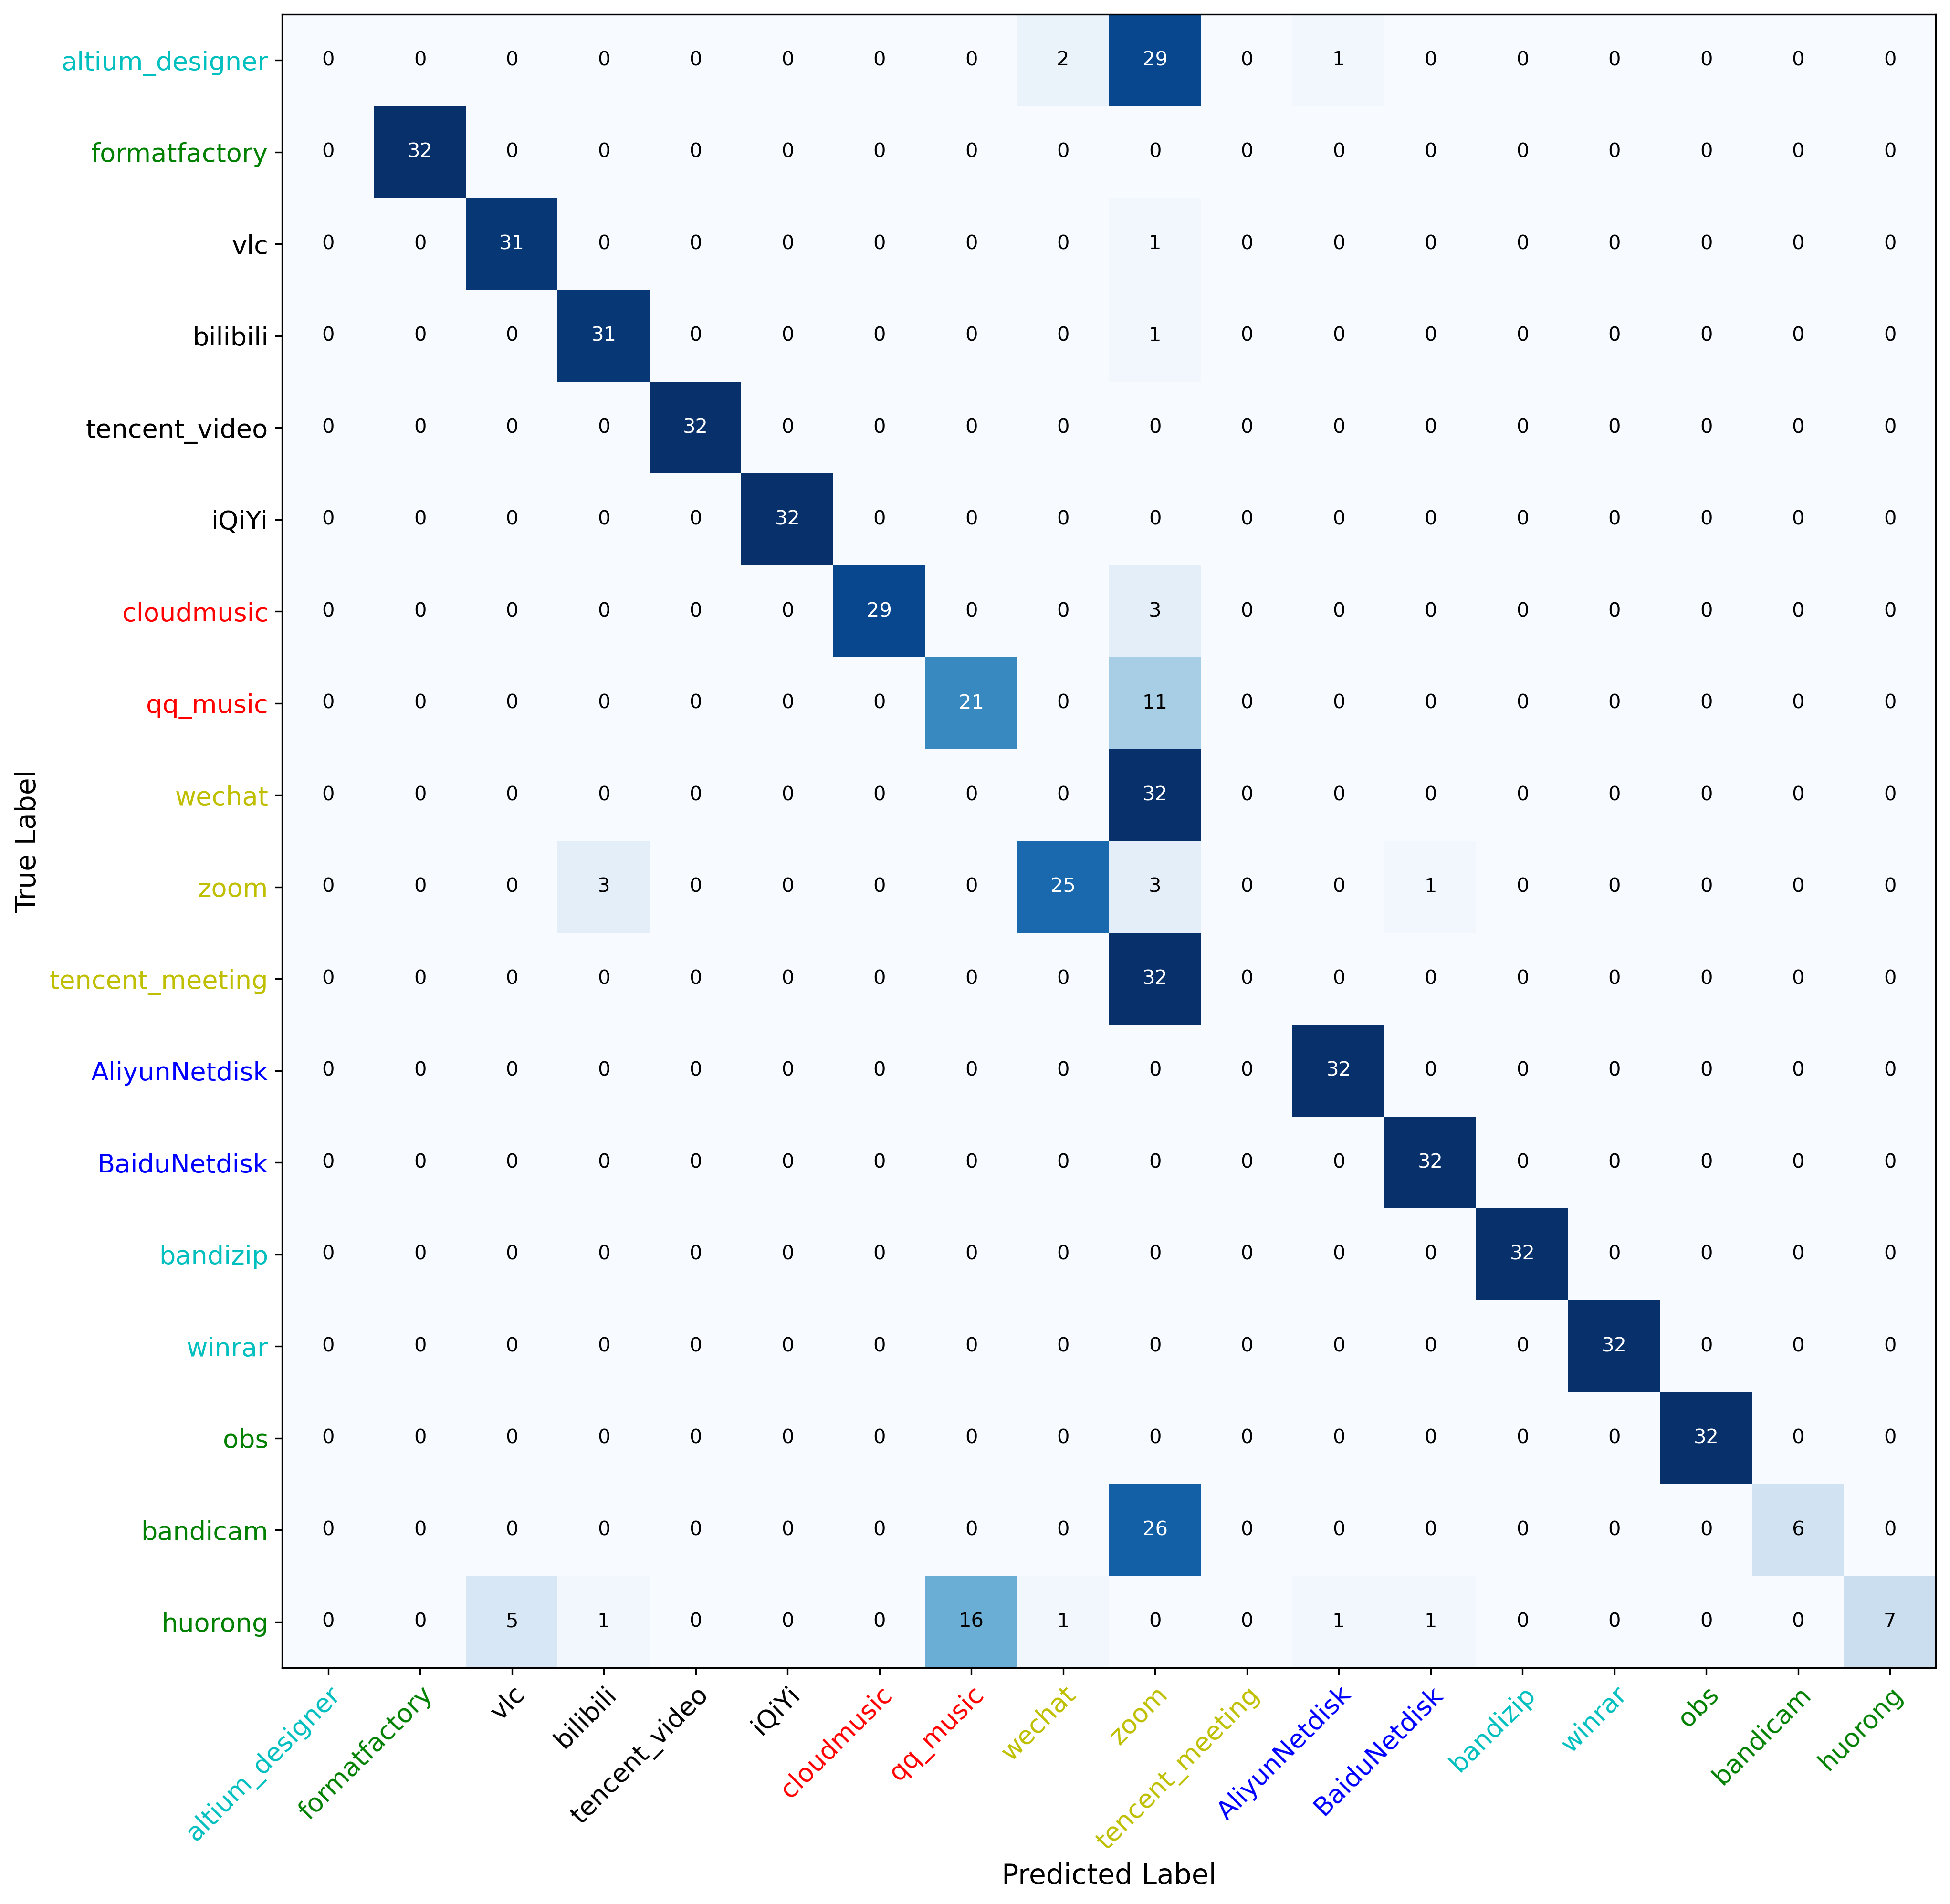 True Label
altium_designer 0 0 0 0 0 0 0 0 2 29 0 1 0 0 0 0 0 0
formatfactory 0 32 0 0 0 0 0 0 0 0 0 0 0 0 0 0 0 0
vlc 0 0 31 0 0 0 0 0 0 1 0 0 0 0 0 0 0 0
bilibili 0 0 0 31 0 0 0 0 0 1 0 0 0 0 0 0 0 0
tencent_video 0 0 0 0 32 0 0 0 0 0 0 0 0 0 0 0 0 0
iQiYi 0 0 0 0 0 32 0 0 0 0 0 0 0 0 0 0 0 0
cloudmusic 0 0 0 0 0 0 29 0 0 3 0 0 0 0 0 0 0 0
qq_music 0 0 0 0 0 0 0 21 0 11 0 0 0 0 0 0 0 0
wechat 0 0 0 0 0 0 0 0 0 32 0 0 0 0 0 0 0 0
zoom 0 0 0 3 0 0 0 0 25 3 0 0 1 0 0 0 0 0
tencent_meeting 0 0 0 0 0 0 0 0 0 32 0 0 0 0 0 0 0 0
AliyunNetdisk 0 0 0 0 0 0 0 0 0 0 0 32 0 0 0 0 0 0
BaiduNetdisk 0 0 0 0 0 0 0 0 0 0 0 0 32 0 0 0 0 0
bandizip 0 0 0 0 0 0 0 0 0 0 0 0 0 32 0 0 0 0
winrar 0 0 0 0 0 0 0 0 0 0 0 0 0 0 32 0 0 0
obs 0 0 0 0 0 0 0 0 0 0 0 0 0 0 0 32 0 0
bandicam 0 0 0 0 0 0 0 0 0 26 0 0 0 0 0 0 6 0
huorong 0 0 5 1 0 0 0 16 1 0 0 1 1 0 0 0 0 7
altium_designer formatfactory vlc bilibili tencent_video iQiYi cloudmusic qq_music wechat zoom tencent_meeting AliyunNetdisk BaiduNetdisk bandizip winrar obs bandicam huorong
Predicted Label